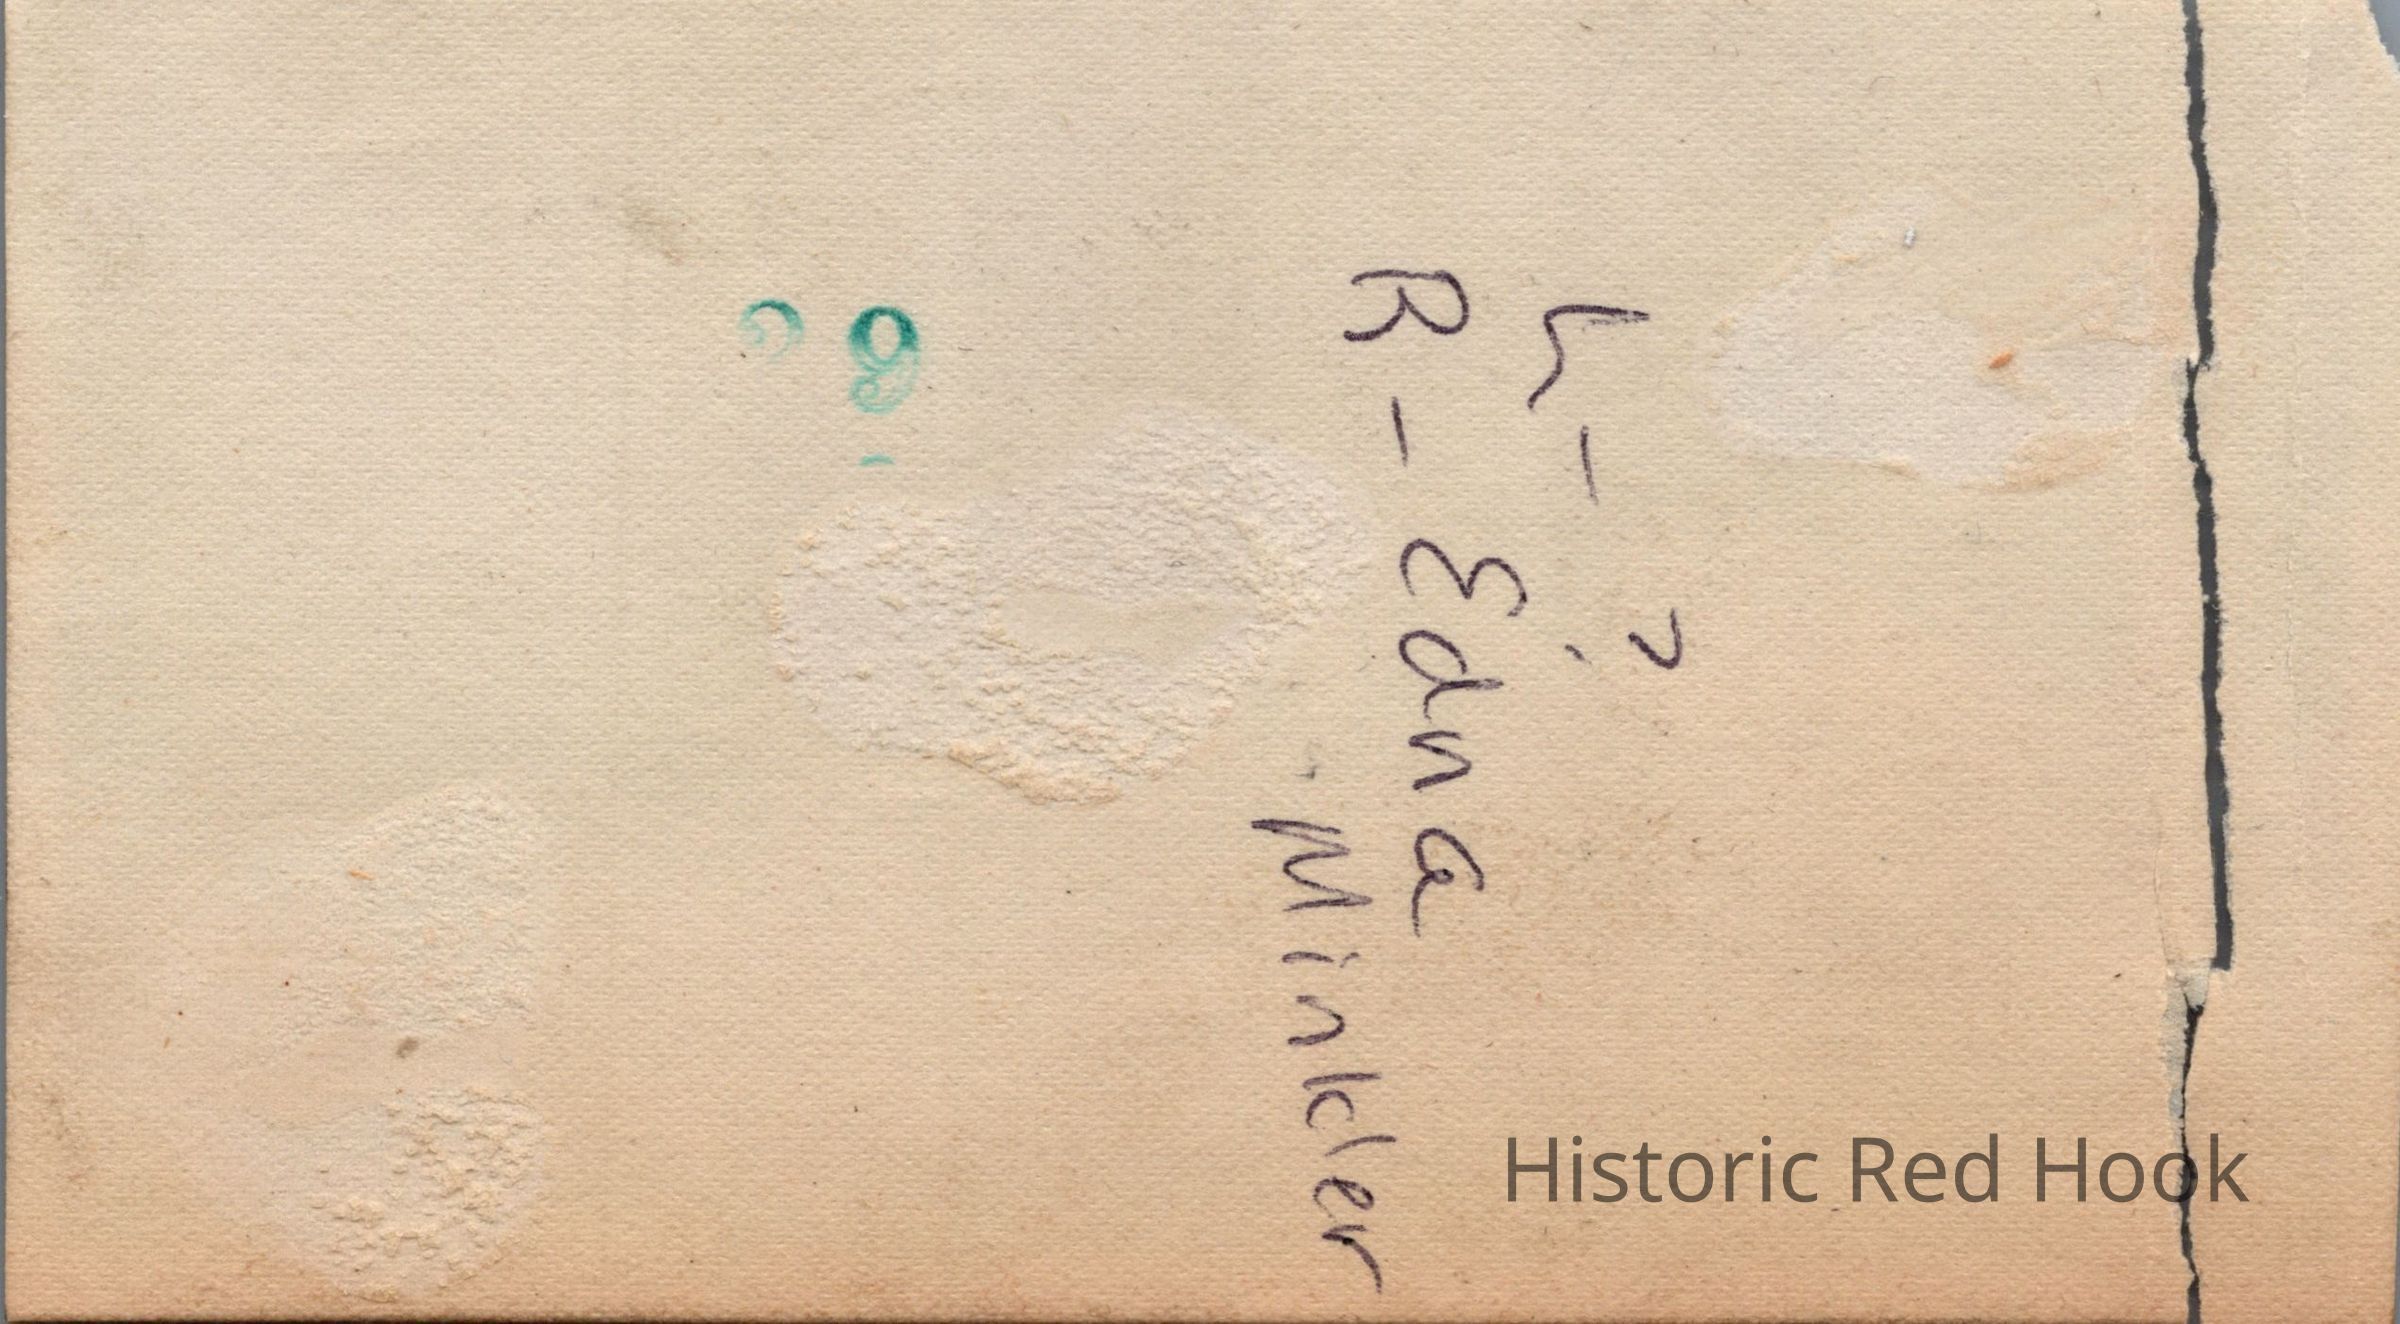 L - ?
R - Edna
Minkler
Historic Red Hook